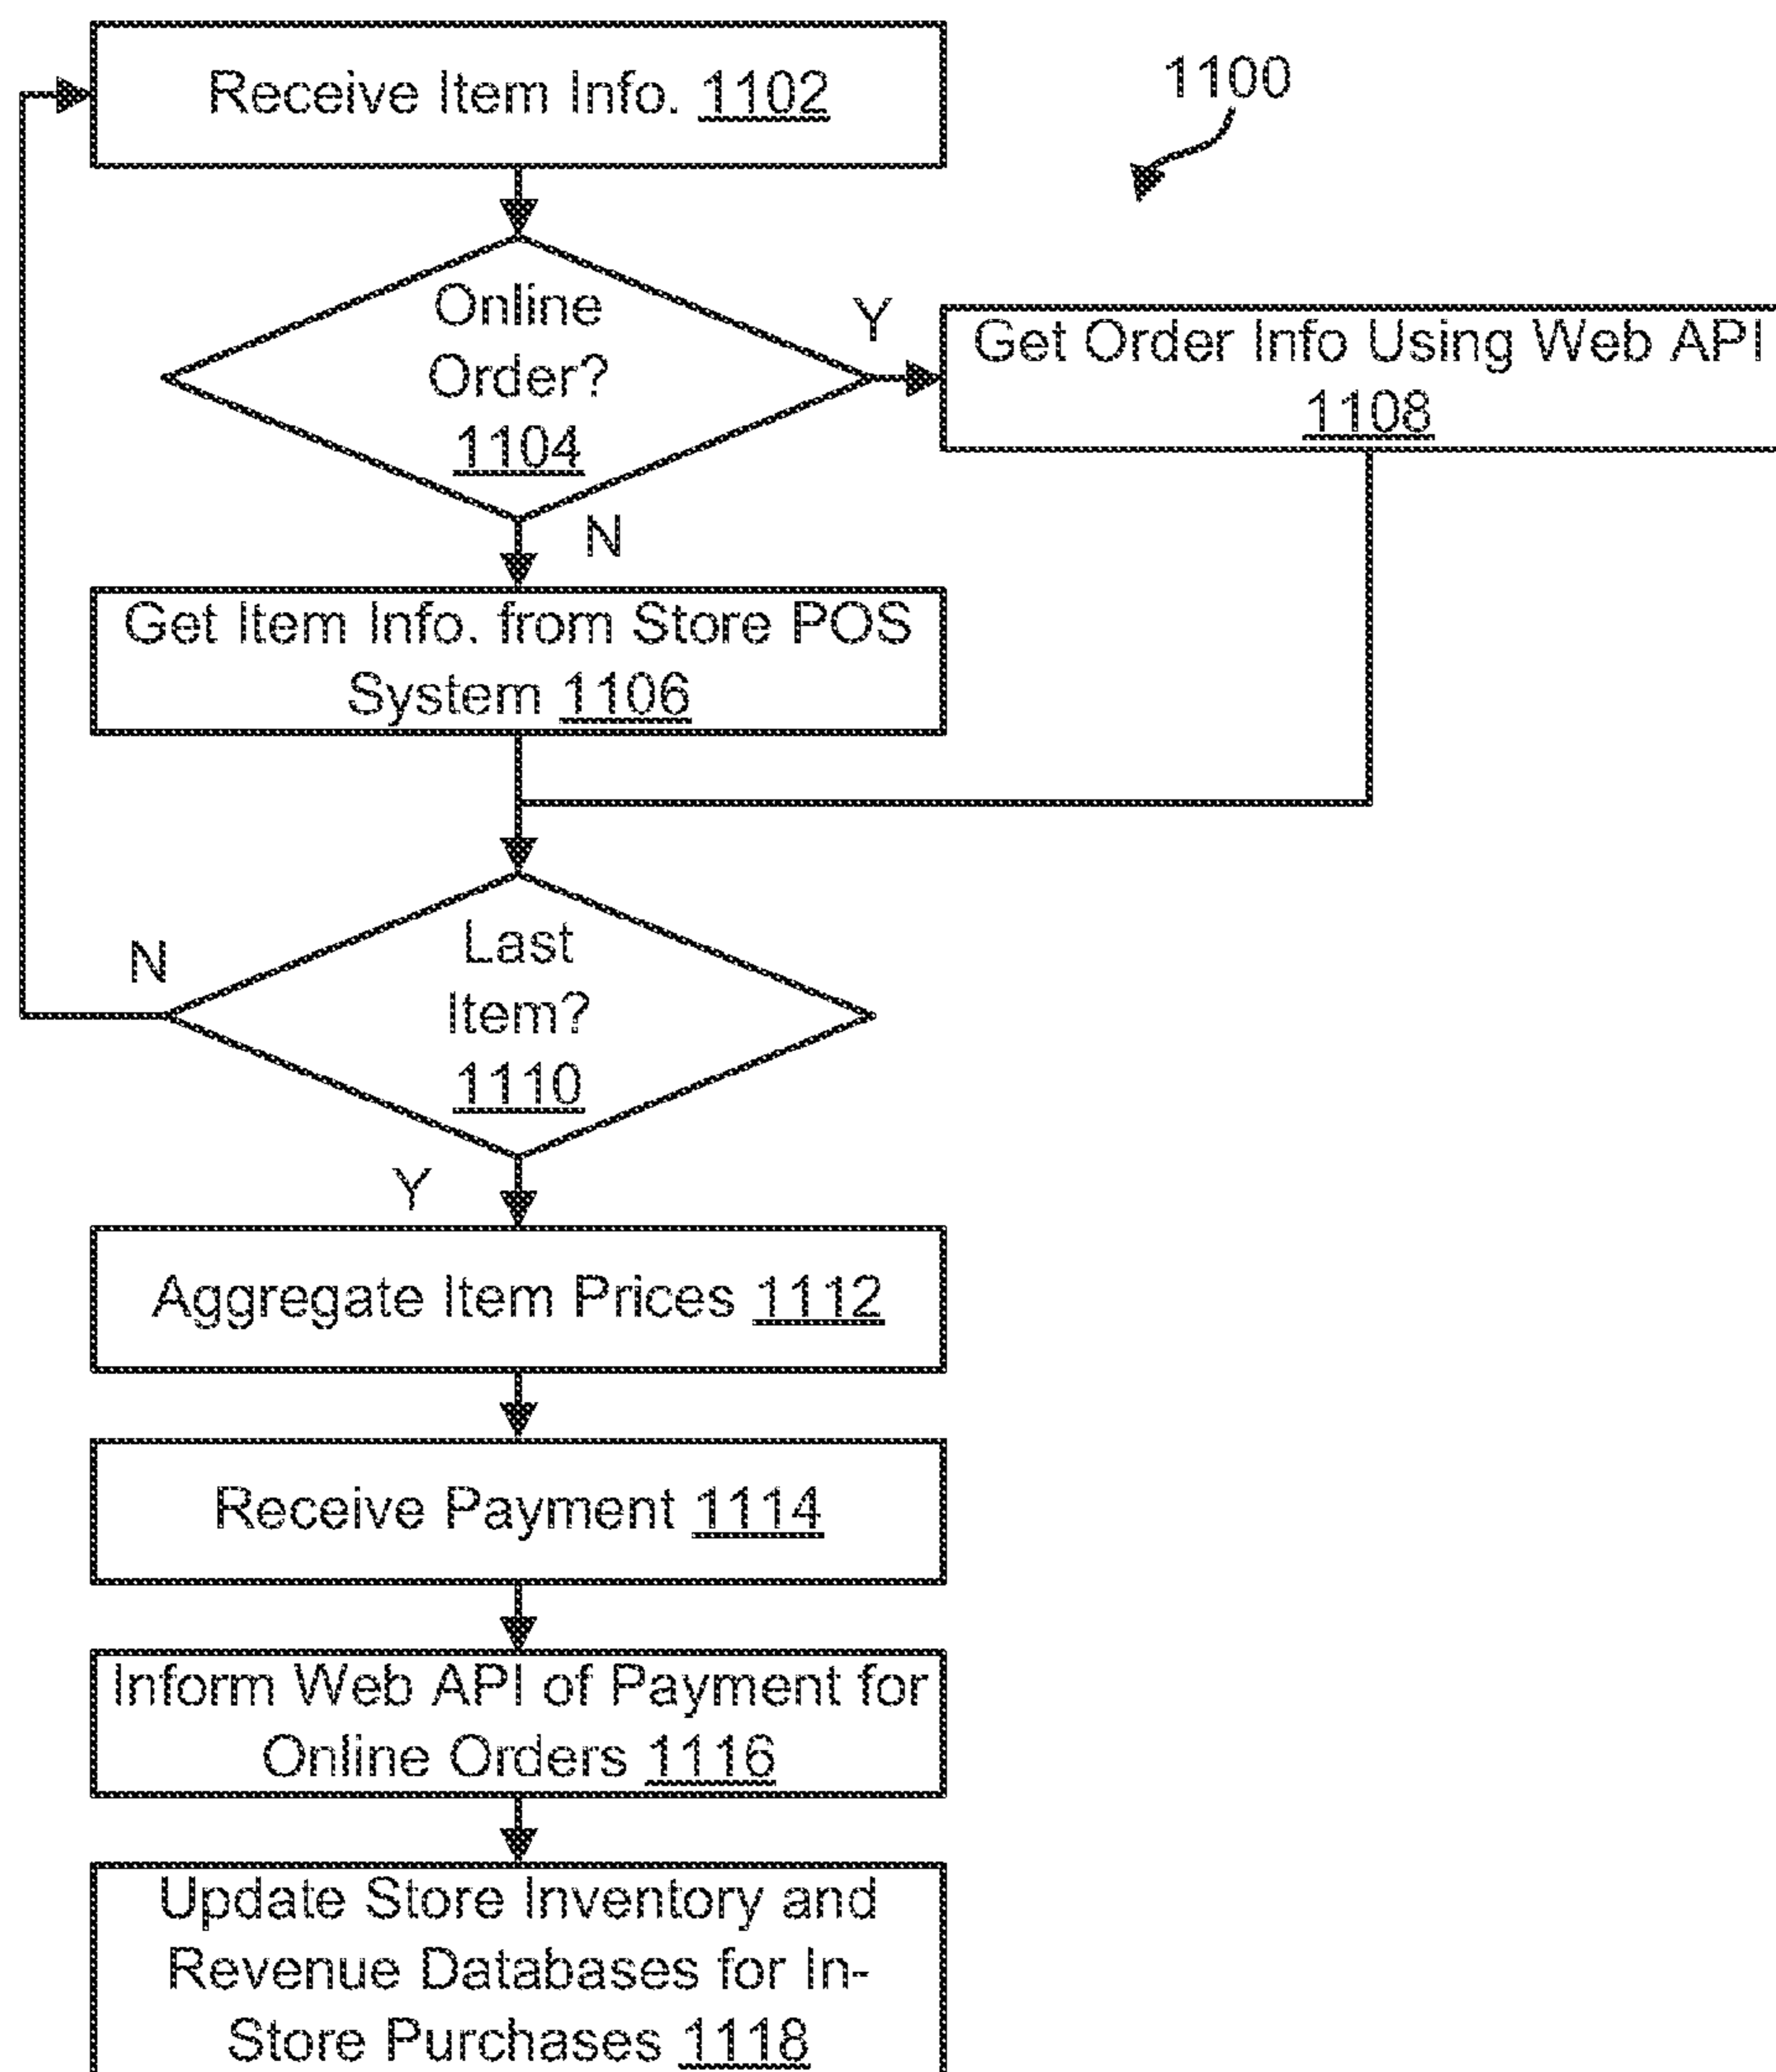 Receive Item Info. 1102
1100
Online
Order?
1104
Y
Get Order Info Using Web API
1108
N
Get Item Info. from Store POS
System 1106
Last
Item?
1110
N
Y
Aggregate Item Prices 1112
Receive Payment 1114
Inform Web API of Payment for
Online Orders 1116
Update Store Inventory and
Revenue Databases for In-
Store Purchases 1118